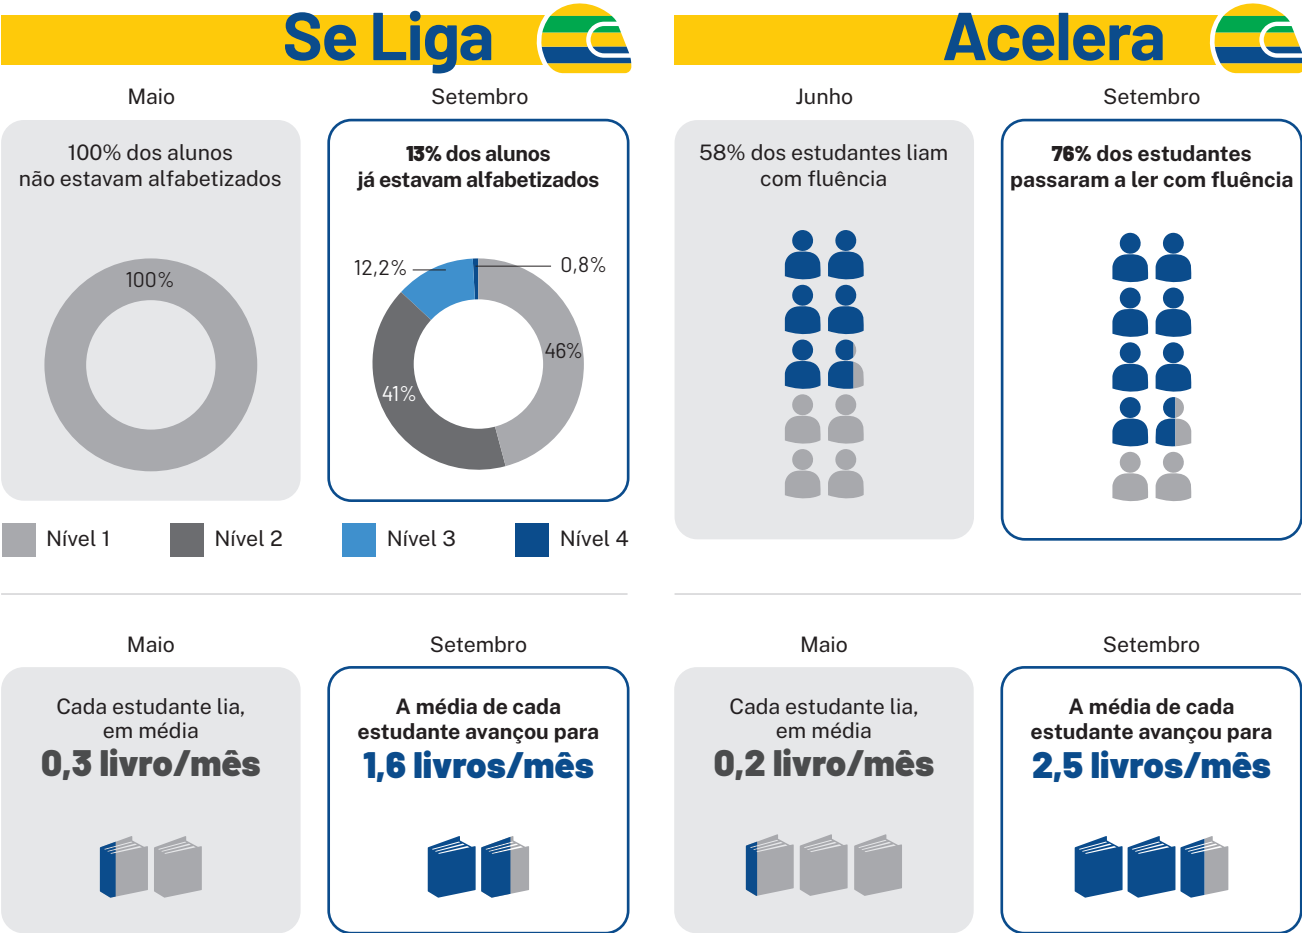 Se Liga
Maio
100% dos alunos
não estavam alfabetizados
100%
Setembro
13% dos alunos
já estavam alfabetizados
12,2%
0,8%
46%
41%
Nível 1
Nível 2
Nível 3
Nível 4
Maio
Cada estudante lia,
em média
0,3 livro/mês
Setembro
A média de cada
estudante avançou para
1,6 livros/mês
Acelera
Junho
58% dos estudantes liam
com fluência
Setembro
76% dos estudantes
passaram a ler com fluência
Maio
Cada estudante lia,
em média
0,2 livro/mês
Setembro
A média de cada
estudante avançou para
2,5 livros/mês